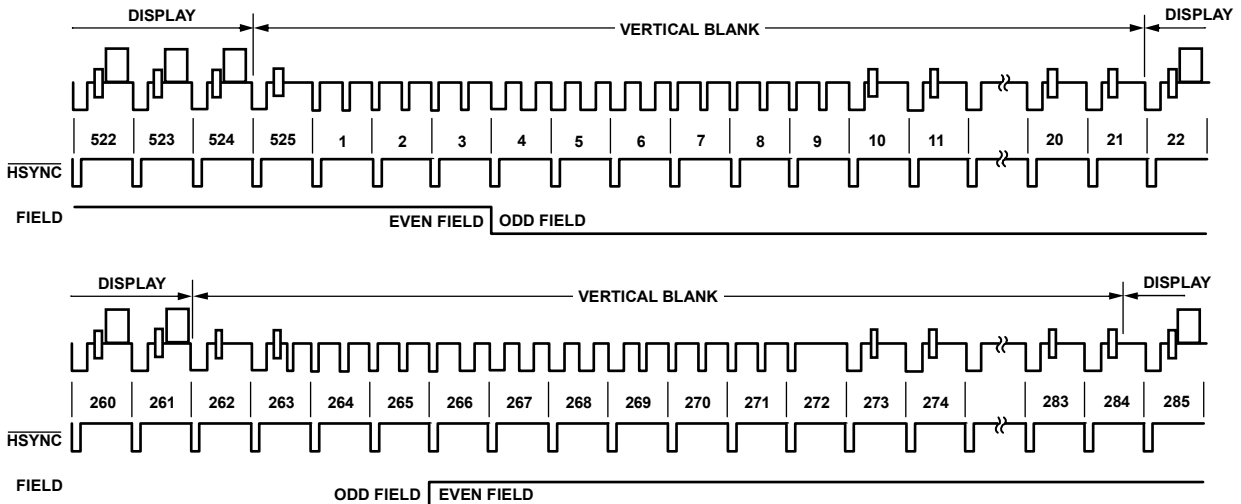 DISPLAY VERTICAL BLANK DISPLAY
522 523 524 525 1 2 3 4 5 6 7 8 9 10 11 20 21 22
HSYNC
FIELD EVEN FIELD ODD FIELD
DISPLAY VERTICAL BLANK DISPLAY
260 261 262 263 264 265 266 267 268 269 270 271 272 273 274 283 284 285
HSYNC
FIELD ODD FIELD EVEN FIELD